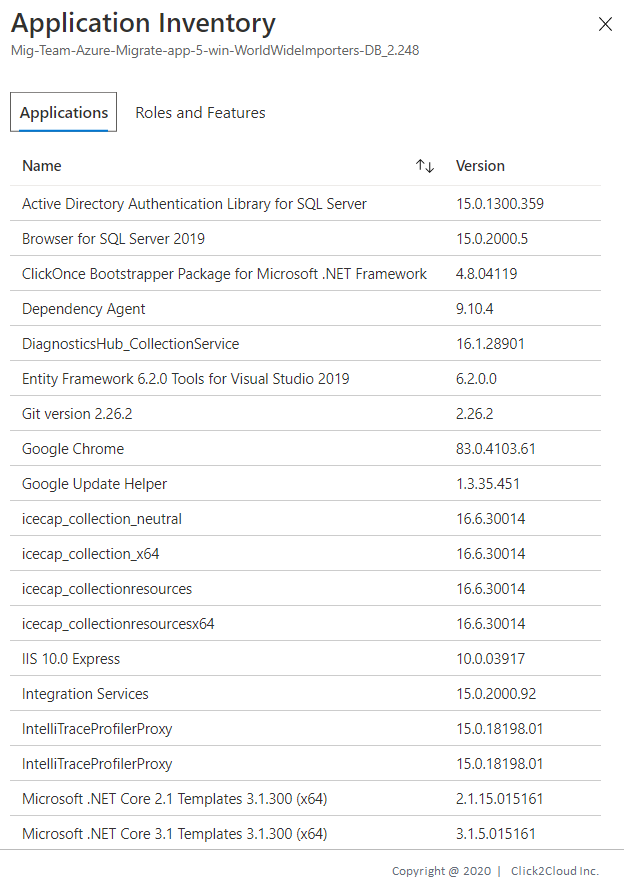 Application Inventory
Mig-Team-Azure-Migrate-app-5-win-WorldWideImporters-DB_2.248
Applications Roles and Features
Name Version
Active Directory Authentication Library for SQL Server 15.0.1300.359
Browser for SQL Server 2019 15.0.2000.5
ClickOnce Bootstrapper Package for Microsoft .NET Framework 4.8.04119
Dependency Agent 9.10.4
DiagnosticsHub_CollectionService 16.1.28901
Entity Framework 6.2.0 Tools for Visual Studio 2019 6.2.0.0
Git version 2.26.2 2.26.2
Google Chrome 83.0.4103.61
Google Update Helper 1.3.35.451
icecap_collection_neutral 16.6.30014
icecap_collection_x64 16.6.30014
icecap_collectionresources 16.6.30014
icecap_collectionresourcesx64 16.6.30014
IIS 10.0 Express 10.0.03917
Integration Services 15.0.2000.92
IntelliTraceProfilerProxy 15.0.18198.01
IntelliTraceProfilerProxy 15.0.18198.01
Microsoft .NET Core 2.1 Templates 3.1.300 (x64) 2.1.15.015161
Microsoft .NET Core 3.1 Templates 3.1.300 (x64) 3.1.5.015161
Copyright @ 2020 | Click2Cloud Inc.